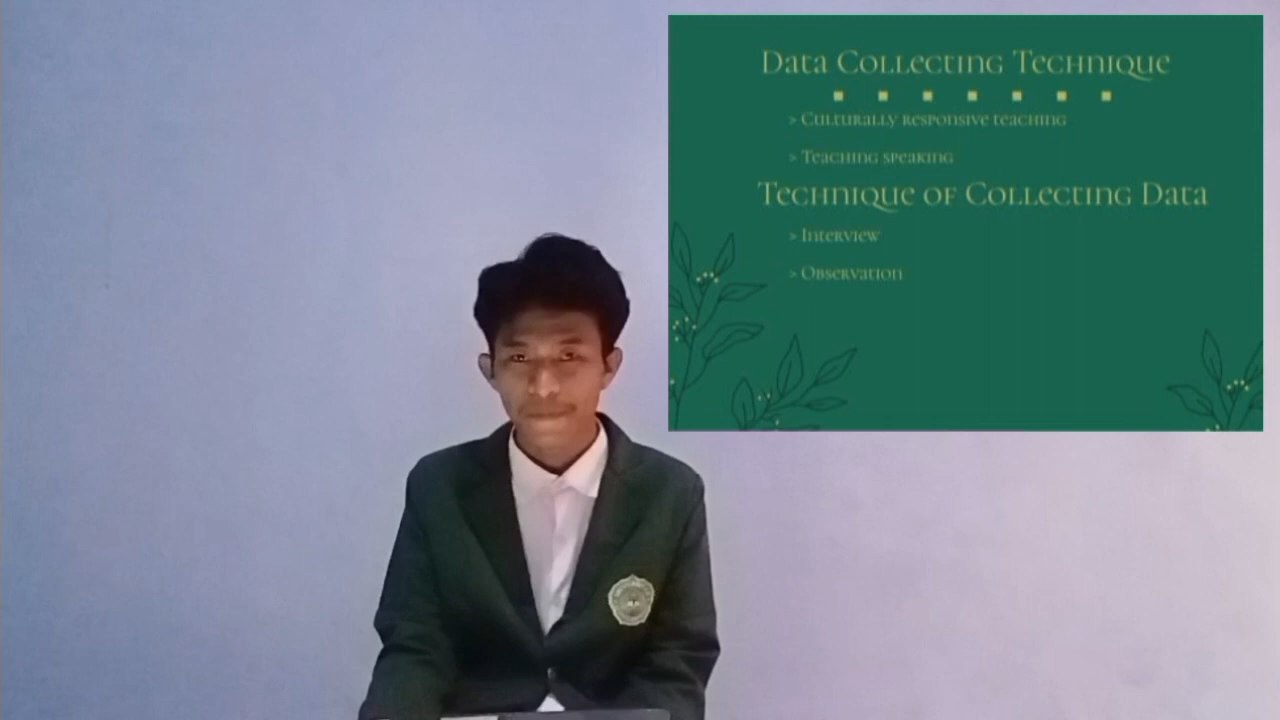 Data Collecting Technique
> Culturally responsive teaching
> Teaching speaking
Technique of Collecting Data
> Interview
> Observation